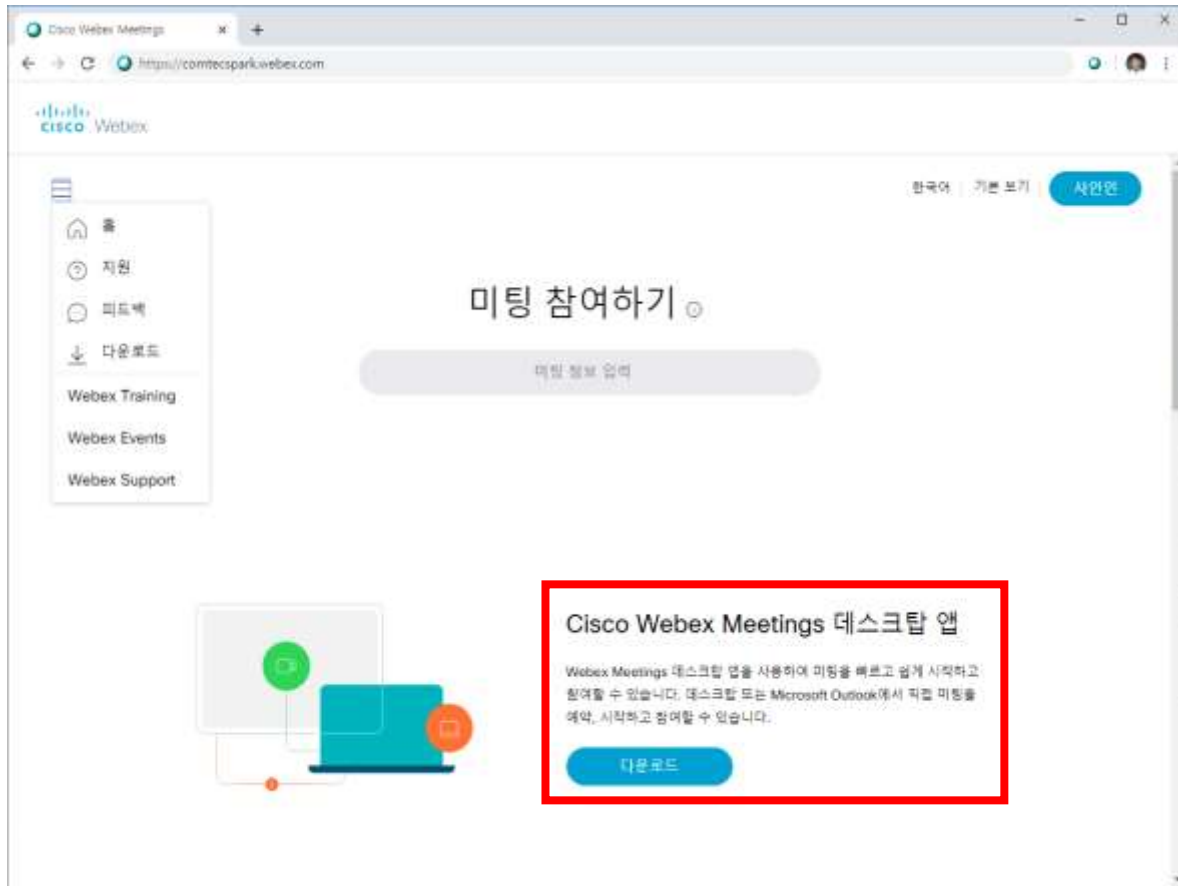 Cisco Webex Meetings
https://comtecspark.webex.com
CISCO Webex
한국어 기본 보기 사인인
홈
지원
피드백
다운로드
Webex Training
Webex Events
Webex Support
미팅 참여하기
미팅 정보 입력
Cisco Webex Meetings 데스크탑 앱
Webex Meetings 데스크탑 앱을 사용하여 미팅을 빠르고 쉽게 시작하고
참여할 수 있습니다. 데스크탑 또는 Microsoft Outlook에서 직접 미팅을
예약, 시작하고 참여할 수 있습니다.
다운로드